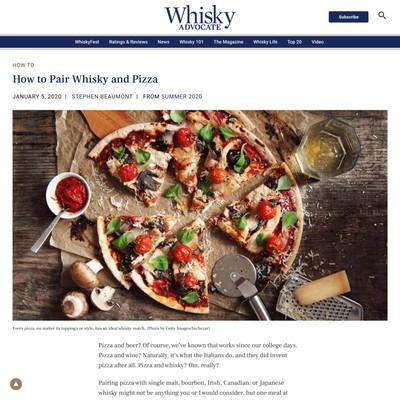 Whisky
ADVOCATE
Subscribe
WhiskyFest Ratings & Reviews News Whisky 101 The Magazine Whisky Life Top 20 Video
HOW TO
How to Pair Whisky and Pizza
JANUARY 5, 2020 | STEPHEN BEAUMONT | FROM SUMMER 2020
Every pizza, no matter its toppings or style, has an ideal whisky match. (Photo by Getty Images/
Pizza and beer? Of course, we've known that works since our college days.
Pizza and wine? Naturally, it's what the Italians do, and they did invent
pizza after all. Pizza and whisky? Um, really?
Pairing pizza with single malt, bourbon, Irish, Canadian, or Japanese
whisky might not be anything you or I would consider, but one meal at